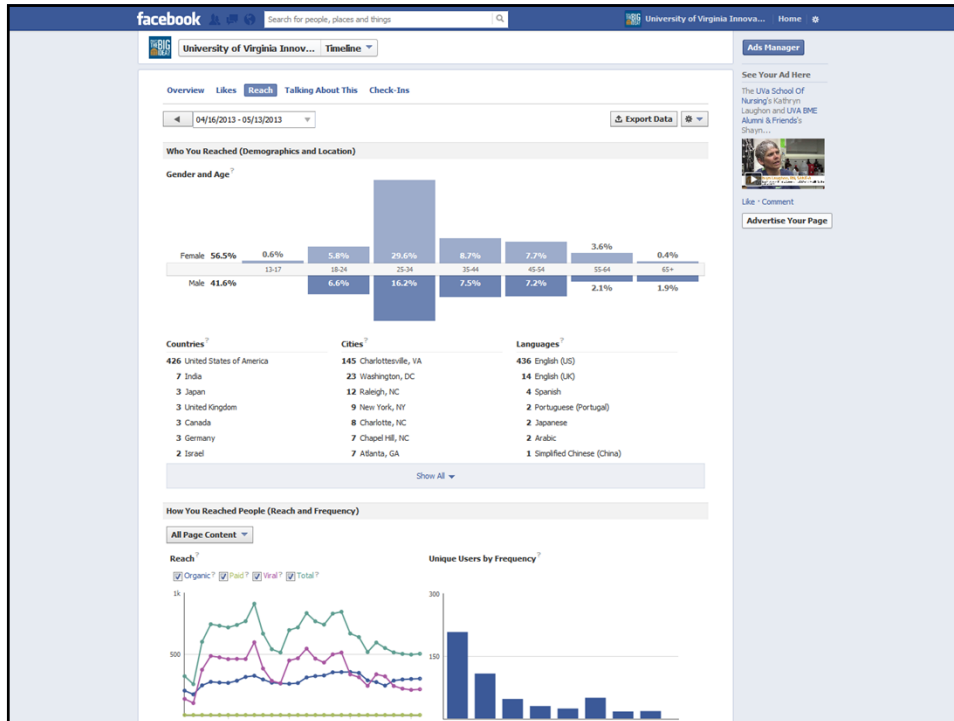 facebook Search for people, places and things University of Virginia Innova... Home
THE BIG IDEA University of Virginia Innov... Timeline
Ads Manager
Overview Likes Reach Talking About This Check-Ins
04/16/2013 - 05/13/2013 Export Data
Who You Reached (Demographics and Location)
Gender and Age?
Female 56.5% 0.6% 5.8% 29.6% 8.7% 7.7% 3.6% 0.4%
13-17 18-24 25-34 35-44 45-54 55-64 65+
Male 41.6% 6.6% 16.2% 7.5% 7.2% 2.1% 1.9%
Countries? Cities? Languages?
426 United States of America 145 Charlottesville, VA 436 English (US)
7 India 23 Washington, DC 14 English (UK)
3 Japan 12 Raleigh, NC 4 Spanish
3 United Kingdom 9 New York, NY 2 Portuguese (Portugal)
3 Canada 8 Charlotte, NC 2 Japanese
3 Germany 7 Chapel Hill, NC 2 Arabic
2 Israel 7 Atlanta, GA 1 Simplified Chinese (China)
Show All
How You Reached People (Reach and Frequency)
All Page Content
Reach? Unique Users by Frequency?
Organic? Paid? Viral? Total?
1k 300
500 150
See Your Ad Here
The UVa School Of
Nursing's Kathryn
Laughon and UVA BME
Alumni & Friends's
Shayn...
Like · Comment
Advertise Your Page